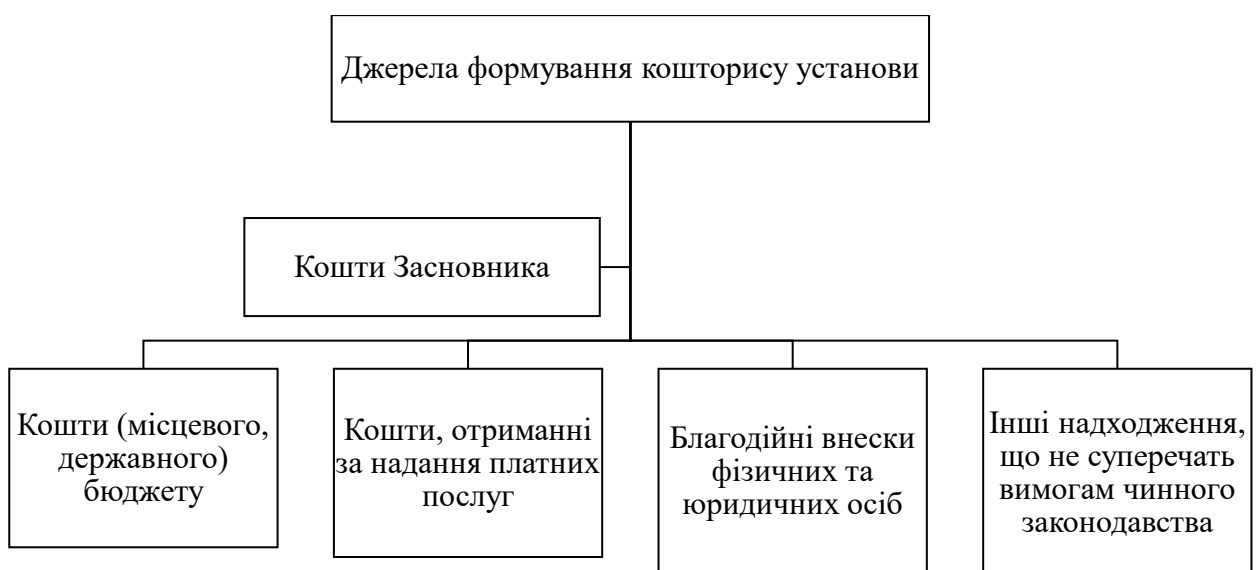 Джерела формування кошторису установи
Кошти Засновника
Кошти (місцевого,
державного)
бюджету
Кошти, отриманні
за надання платних
послуг
Благодійні внески
фізичних та
юридичних осіб
Інші надходження,
що не суперечать
вимогам чинного
законодавства